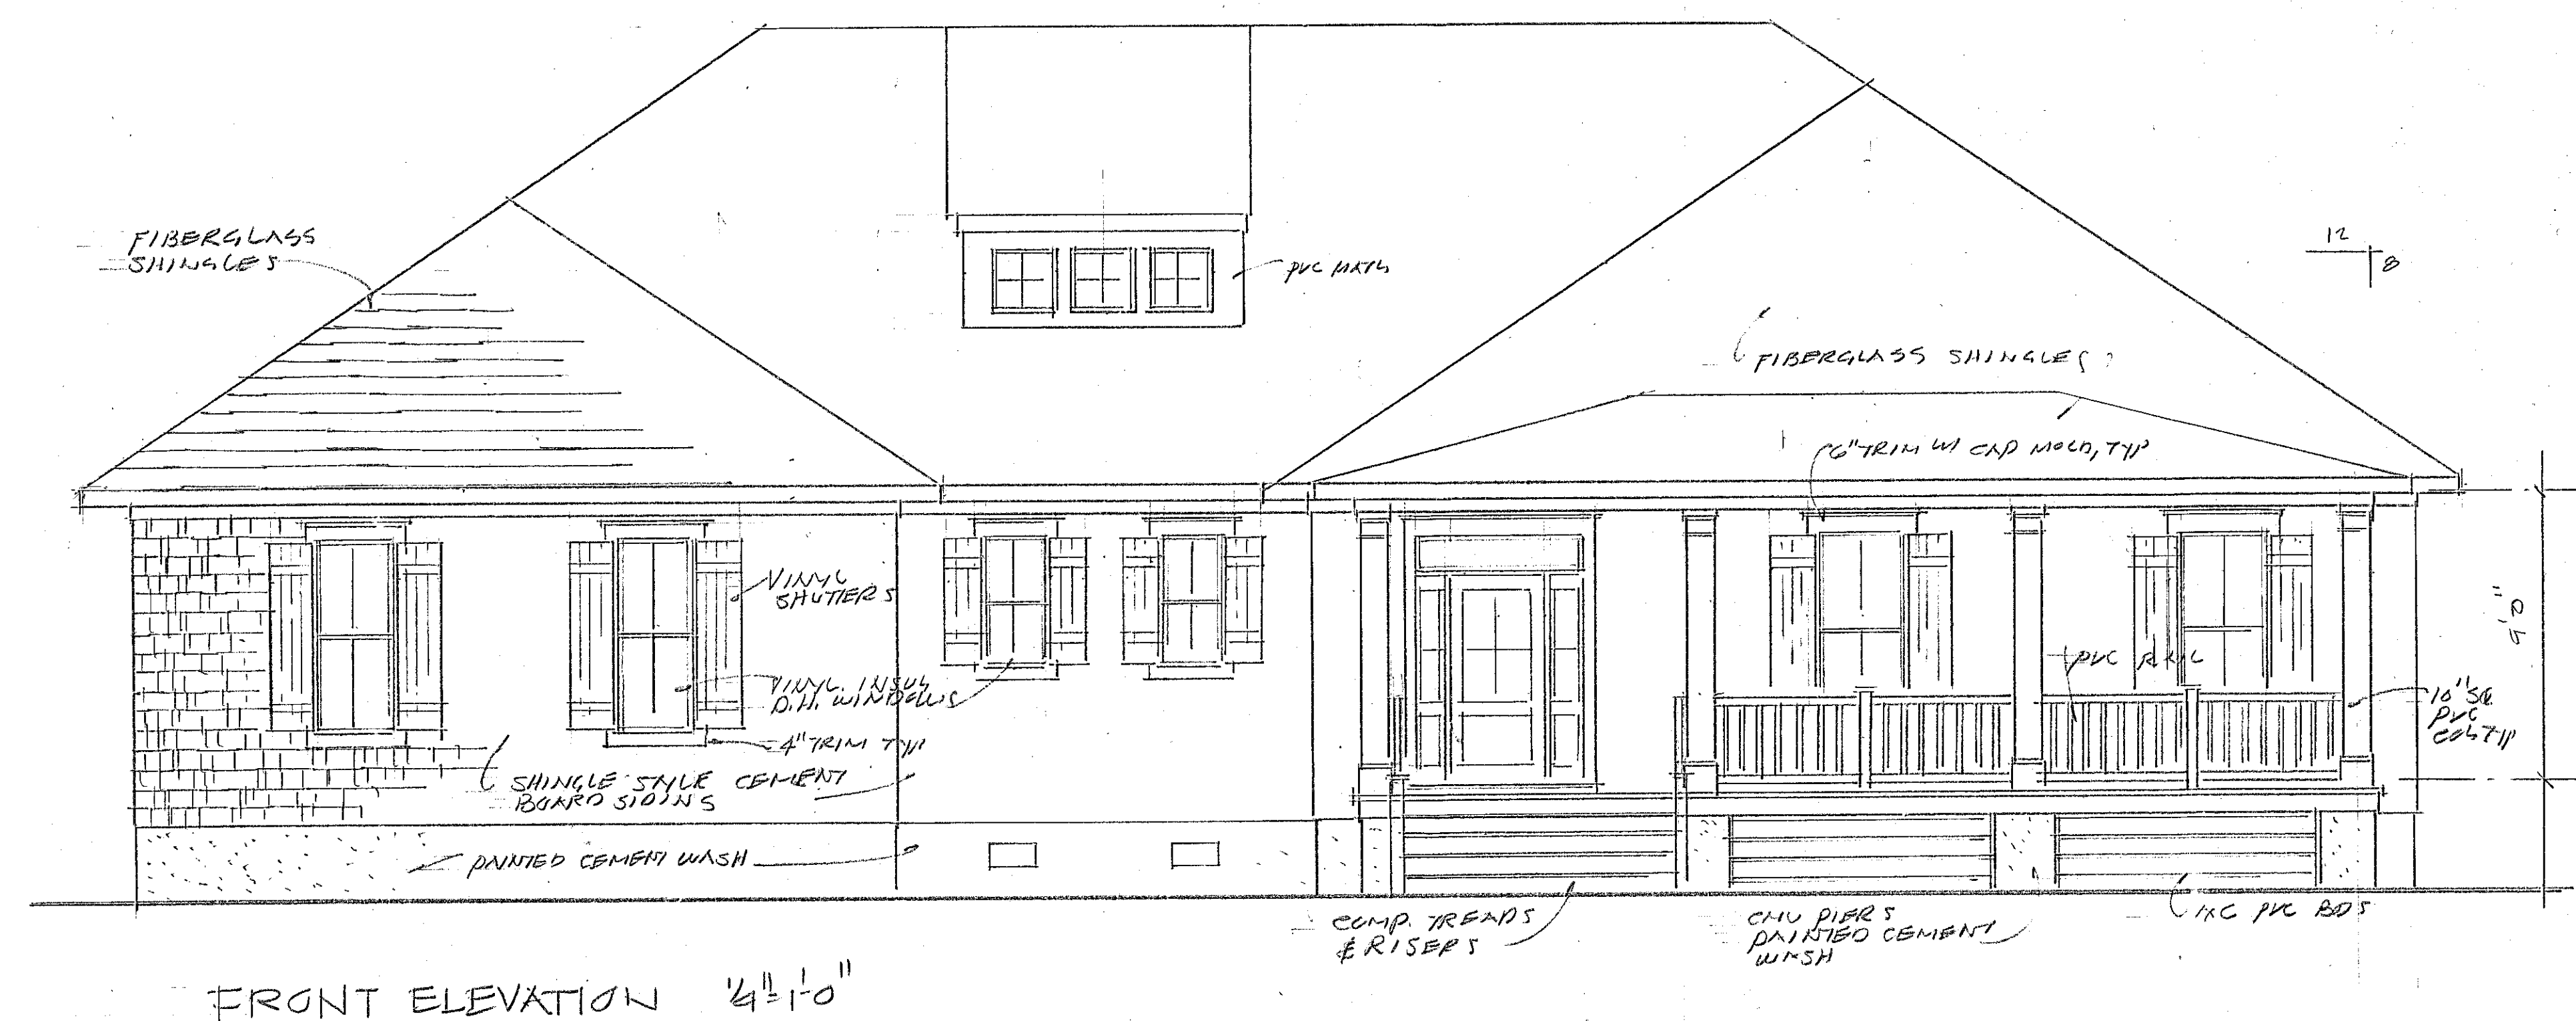 FIBERGLASS
SHINGLES
PVC MATL
12
8
FIBERGLASS SHINGLES
6" TRIM W/ CAP MOLD, TYP
VINYL
SHUTTERS
9'0"
PVC RAIL
VINYL INSUL
D.H. WINDOWS
10" SQ
PVC
COL TYP
4" TRIM TYP
SHINGLE STYLE CEMENT
BOARD SIDING
PAINTED CEMENT WASH
COMP. TREADS
& RISERS
CMU PIERS
PAINTED CEMENT
WASH
1X6 PVC BDS
FRONT ELEVATION 1/4"=1'-0"